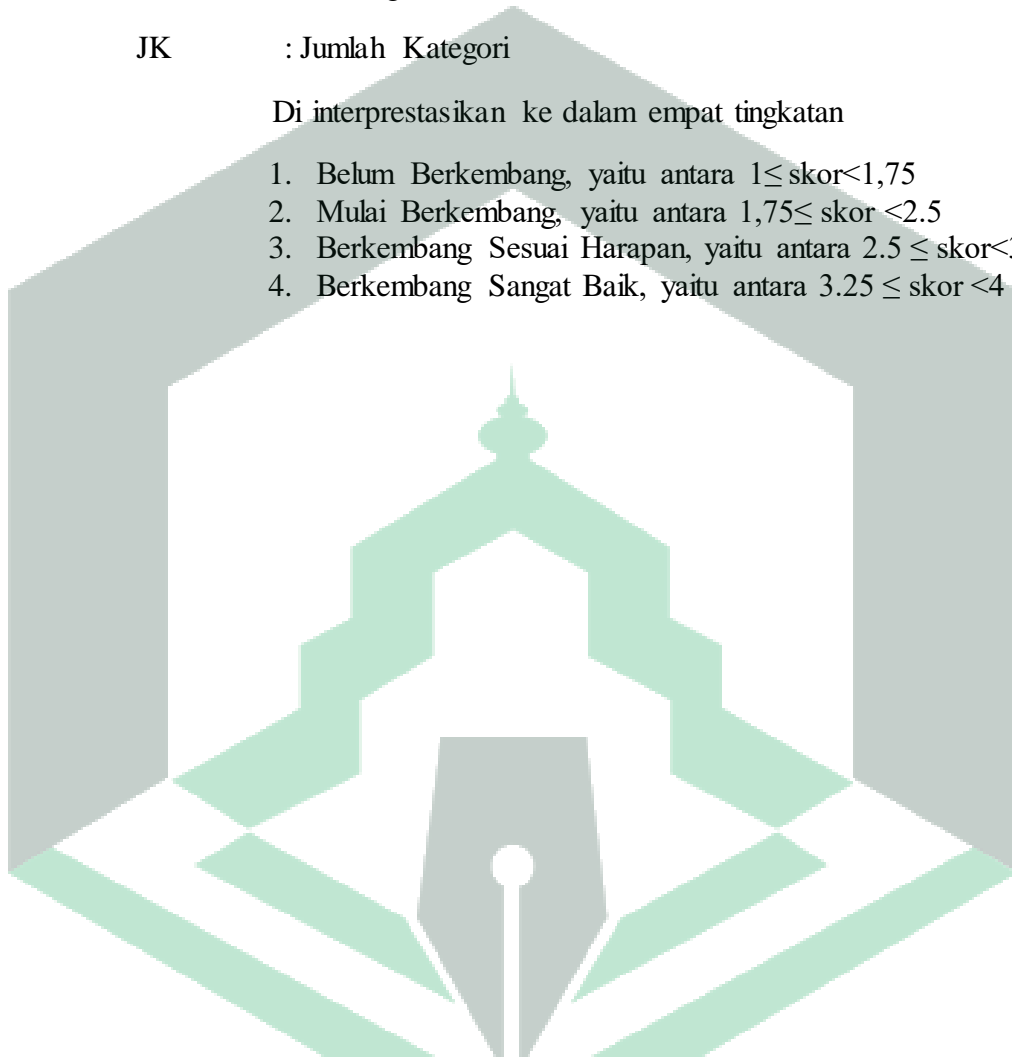 JK : Jumlah Kategori
Di interprestasikan ke dalam empat tingkatan
1. Belum Berkembang, yaitu antara 1≤ skor<1,75
2. Mulai Berkembang, yaitu antara 1,75≤ skor <2.5
3. Berkembang Sesuai Harapan, yaitu antara 2.5 ≤ skor<
4. Berkembang Sangat Baik, yaitu antara 3.25 ≤ skor <4